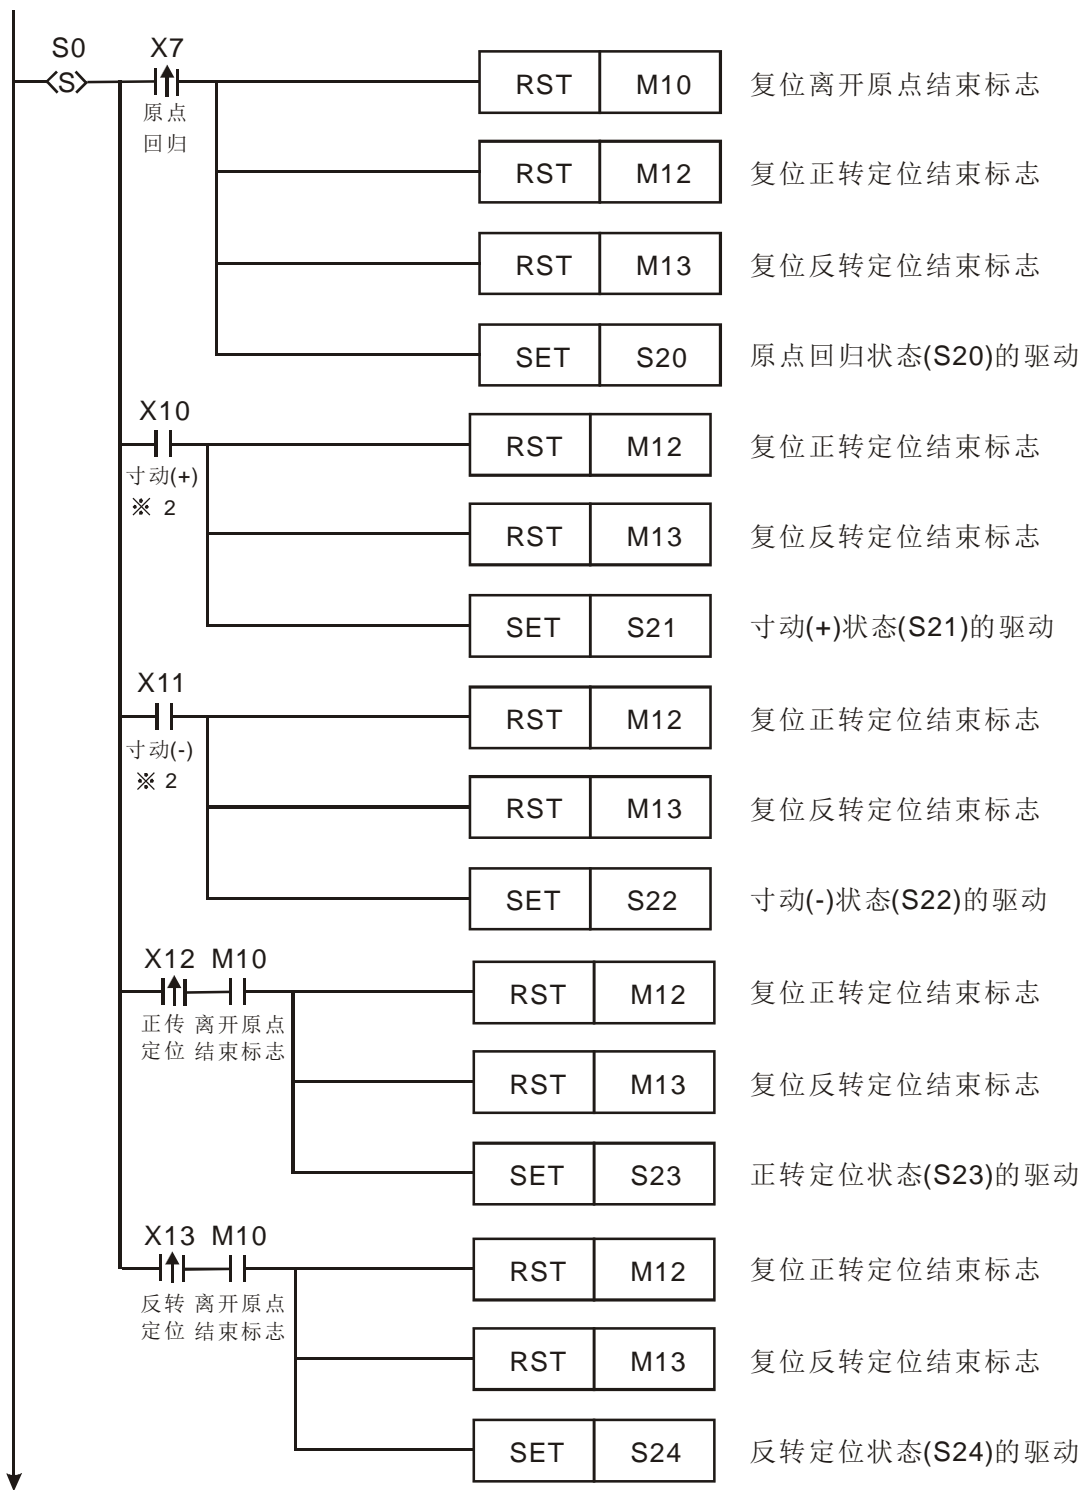 S0 X7
S
原点
回归
RST M10 复位离开原点结束标志
RST M12 复位正转定位结束标志
RST M13 复位反转定位结束标志
SET S20 原点回归状态(S20)的驱动
X10
寸动(+)
※ 2
RST M12 复位正转定位结束标志
RST M13 复位反转定位结束标志
SET S21 寸动(+)状态(S21)的驱动
X11
寸动(-)
※ 2
RST M12 复位正转定位结束标志
RST M13 复位反转定位结束标志
SET S22 寸动(-)状态(S22)的驱动
X12 M10
正传 离开原点
定位 结束标志
RST M12 复位正转定位结束标志
RST M13 复位反转定位结束标志
SET S23 正转定位状态(S23)的驱动
X13 M10
反转 离开原点
定位 结束标志
RST M12 复位正转定位结束标志
RST M13 复位反转定位结束标志
SET S24 反转定位状态(S24)的驱动